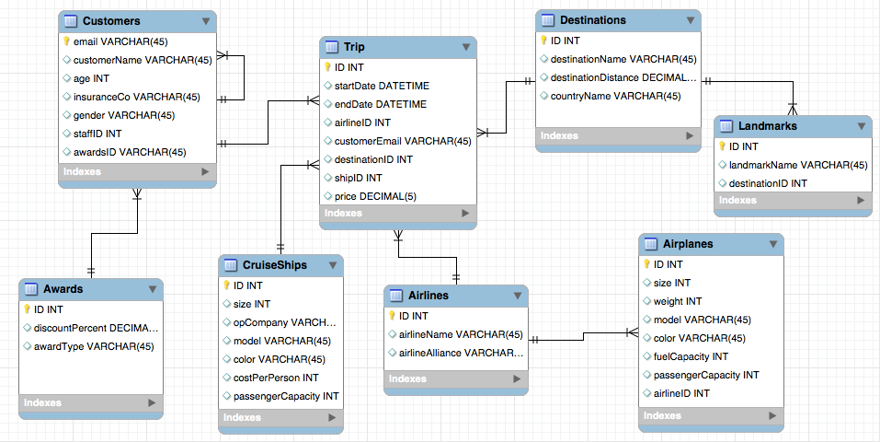 Customers
email VARCHAR(45)
customerName VARCHAR(45)
age INT
insuranceCo VARCHAR(45)
gender VARCHAR(45)
staffID INT
awardsID VARCHAR(45)
Indexes
Trip
ID INT
startDate DATETIME
endDate DATETIME
airlineID INT
customerEmail VARCHAR(45)
destinationID INT
shipID INT
price DECIMAL(5)
Indexes
Destinations
ID INT
destinationName VARCHAR(45)
destinationDistance DECIMAL...
countryName VARCHAR(45)
Indexes
Landmarks
ID INT
landmarkName VARCHAR(45)
destinationID INT
Indexes
Awards
ID INT
discountPercent DECIMA...
awardType VARCHAR(45)
Indexes
CruiseShips
ID INT
size INT
opCompany VARCH...
model VARCHAR(45)
color VARCHAR(45)
costPerPerson INT
passengerCapacity INT
Indexes
Airlines
ID INT
airlineName VARCHAR(45)
airlineAlliance VARCHAR...
Indexes
Airplanes
ID INT
size INT
weight INT
model VARCHAR(45)
color VARCHAR(45)
fuelCapacity INT
passengerCapacity INT
airlineID INT
Indexes